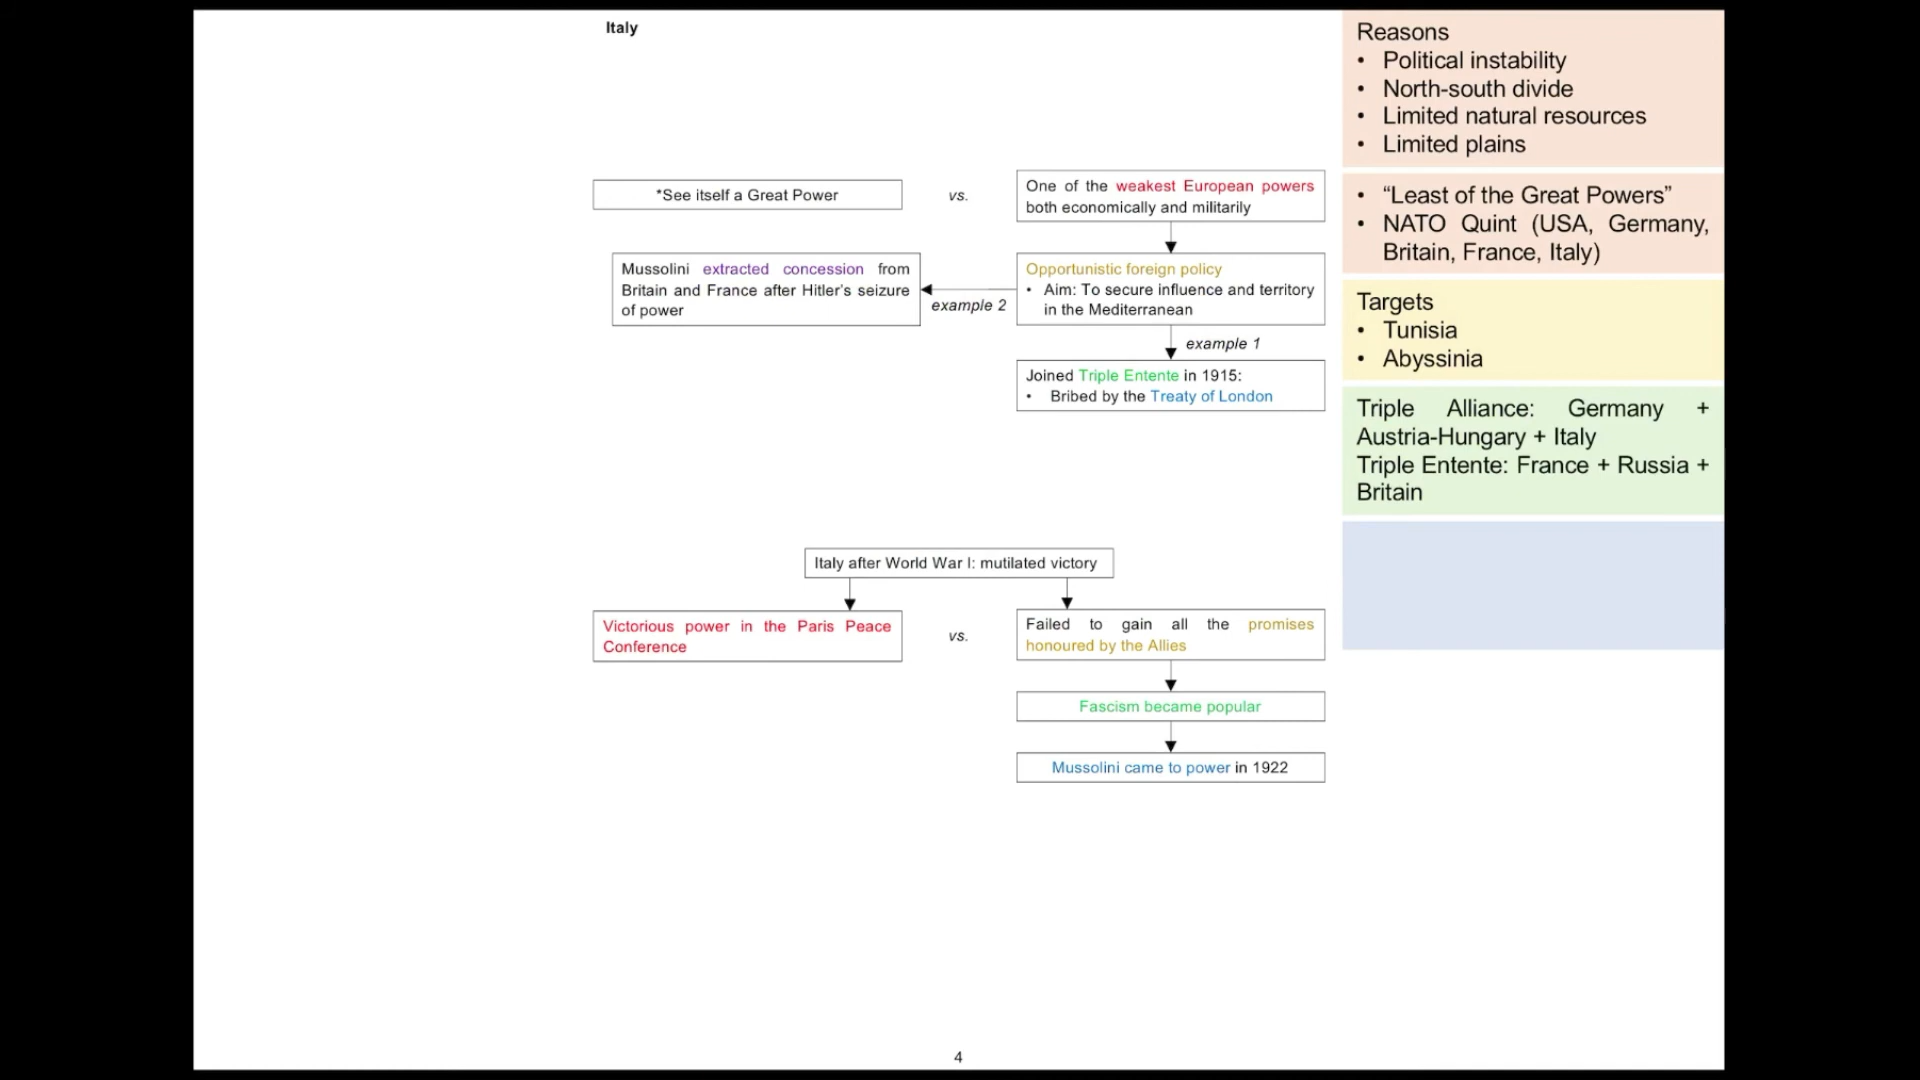 Italy
*See itself a Great Power
vs.
One of the weakest European powers
both economically and militarily
Mussolini extracted concession from
Britain and France after Hitler's seizure
of power
example 2
Opportunistic foreign policy
• Aim: To secure influence and territory
in the Mediterranean
example 1
Joined Triple Entente in 1915:
• Bribed by the Treaty of London
Italy after World War I: mutilated victory
Victorious power in the Paris Peace
Conference
vs.
Failed to gain all the promises
honoured by the Allies
Fascism became popular
Mussolini came to power in 1922
4
Reasons
• Political instability
• North-south divide
• Limited natural resources
• Limited plains
• “Least of the Great Powers”
• NATO Quint (USA, Germany,
Britain, France, Italy)
Targets
• Tunisia
• Abyssinia
Triple Alliance: Germany +
Austria-Hungary + Italy
Triple Entente: France + Russia +
Britain